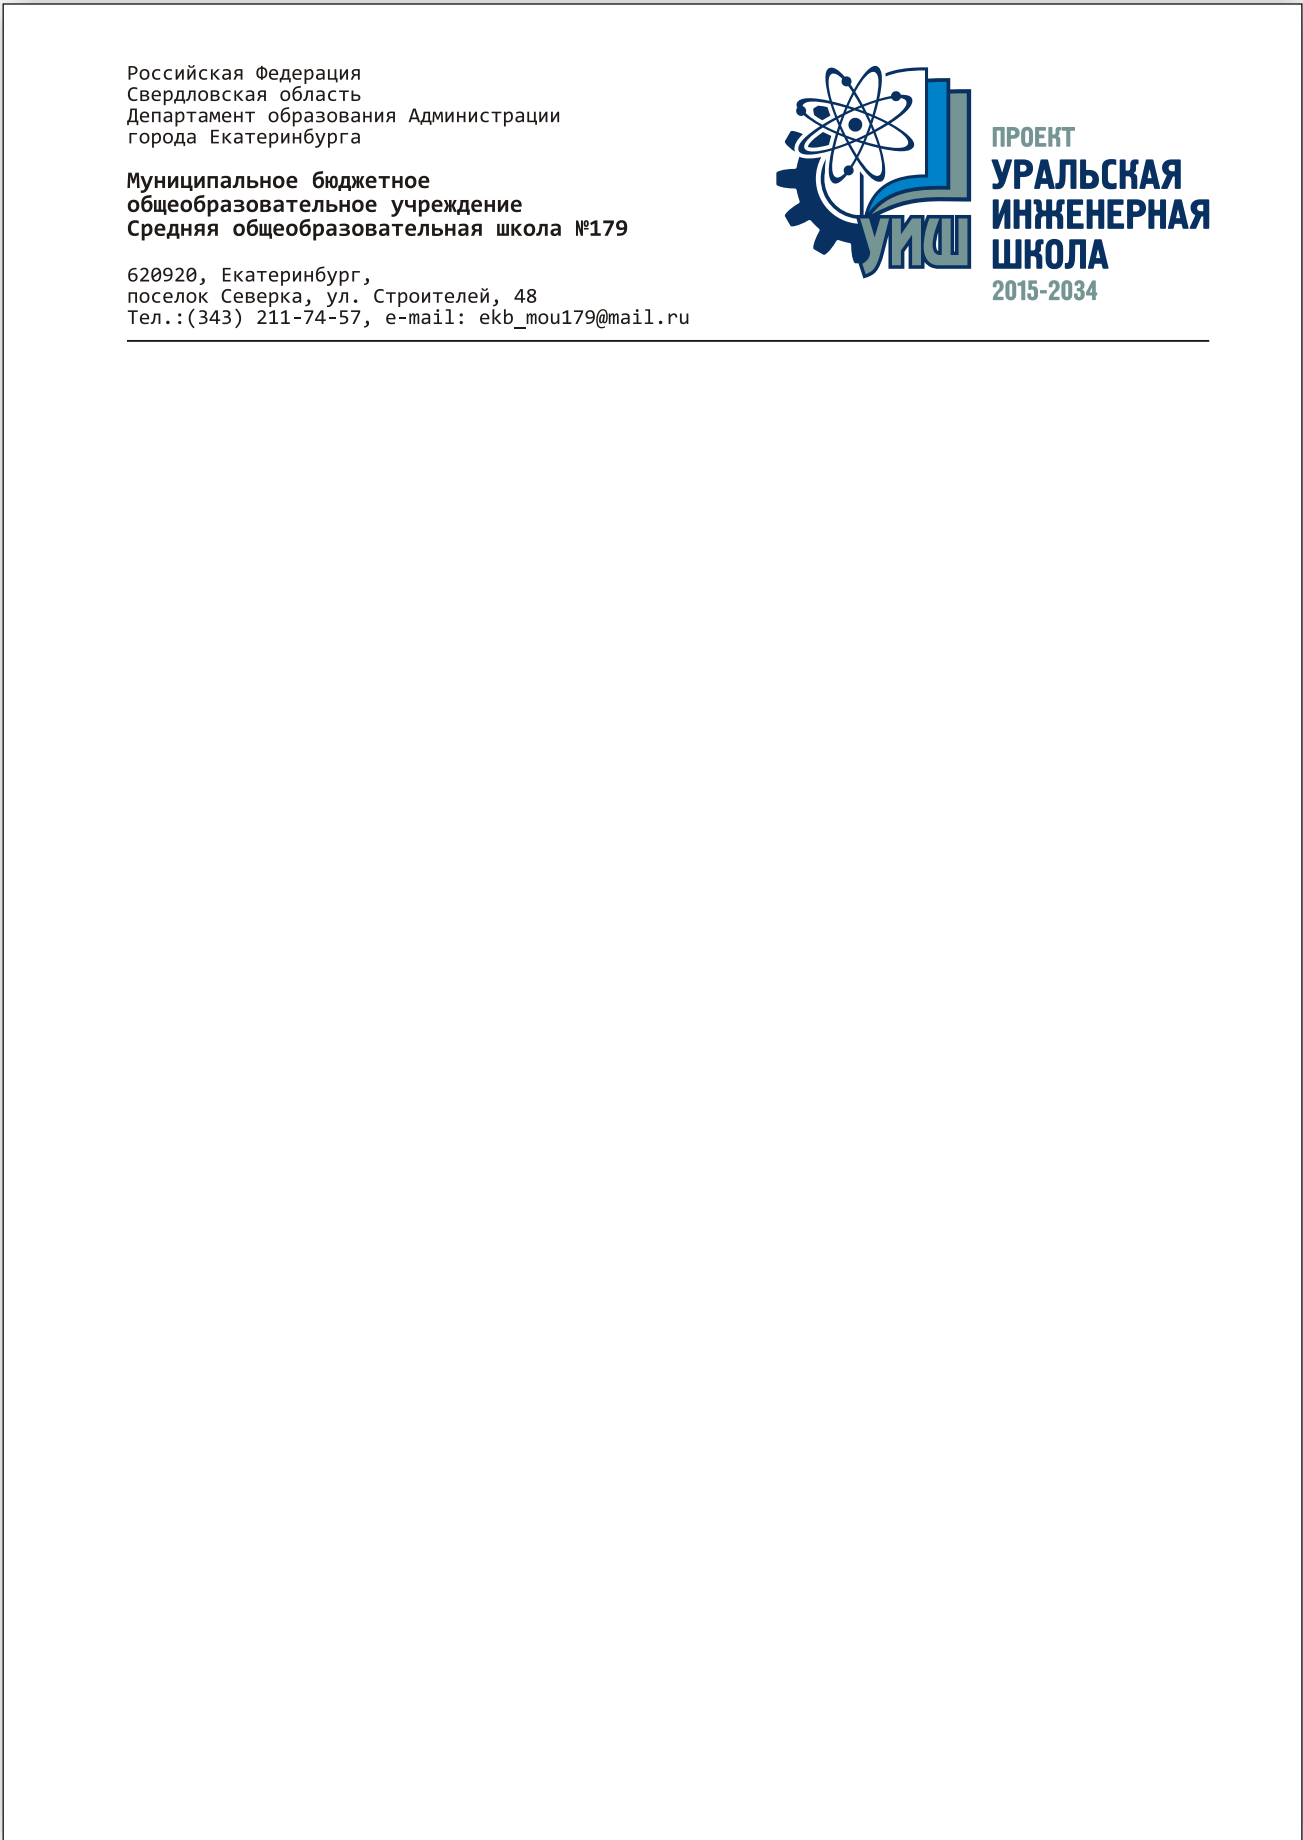 Российская Федерация
Свердловская область
Департамент образования Администрации
города Екатеринбурга
Муниципальное бюджетное
общеобразовательное учреждение
Средняя общеобразовательная школа №179
620920, Екатеринбург,
поселок Северка, ул. Строителей, 48
Тел.:(343) 211-74-57, e-mail: ekb_mou179@mail.ru
УИШ
ПРОЕКТ
УРАЛЬСКАЯ
ИНЖЕНЕРНАЯ
ШКОЛА
2015-2034